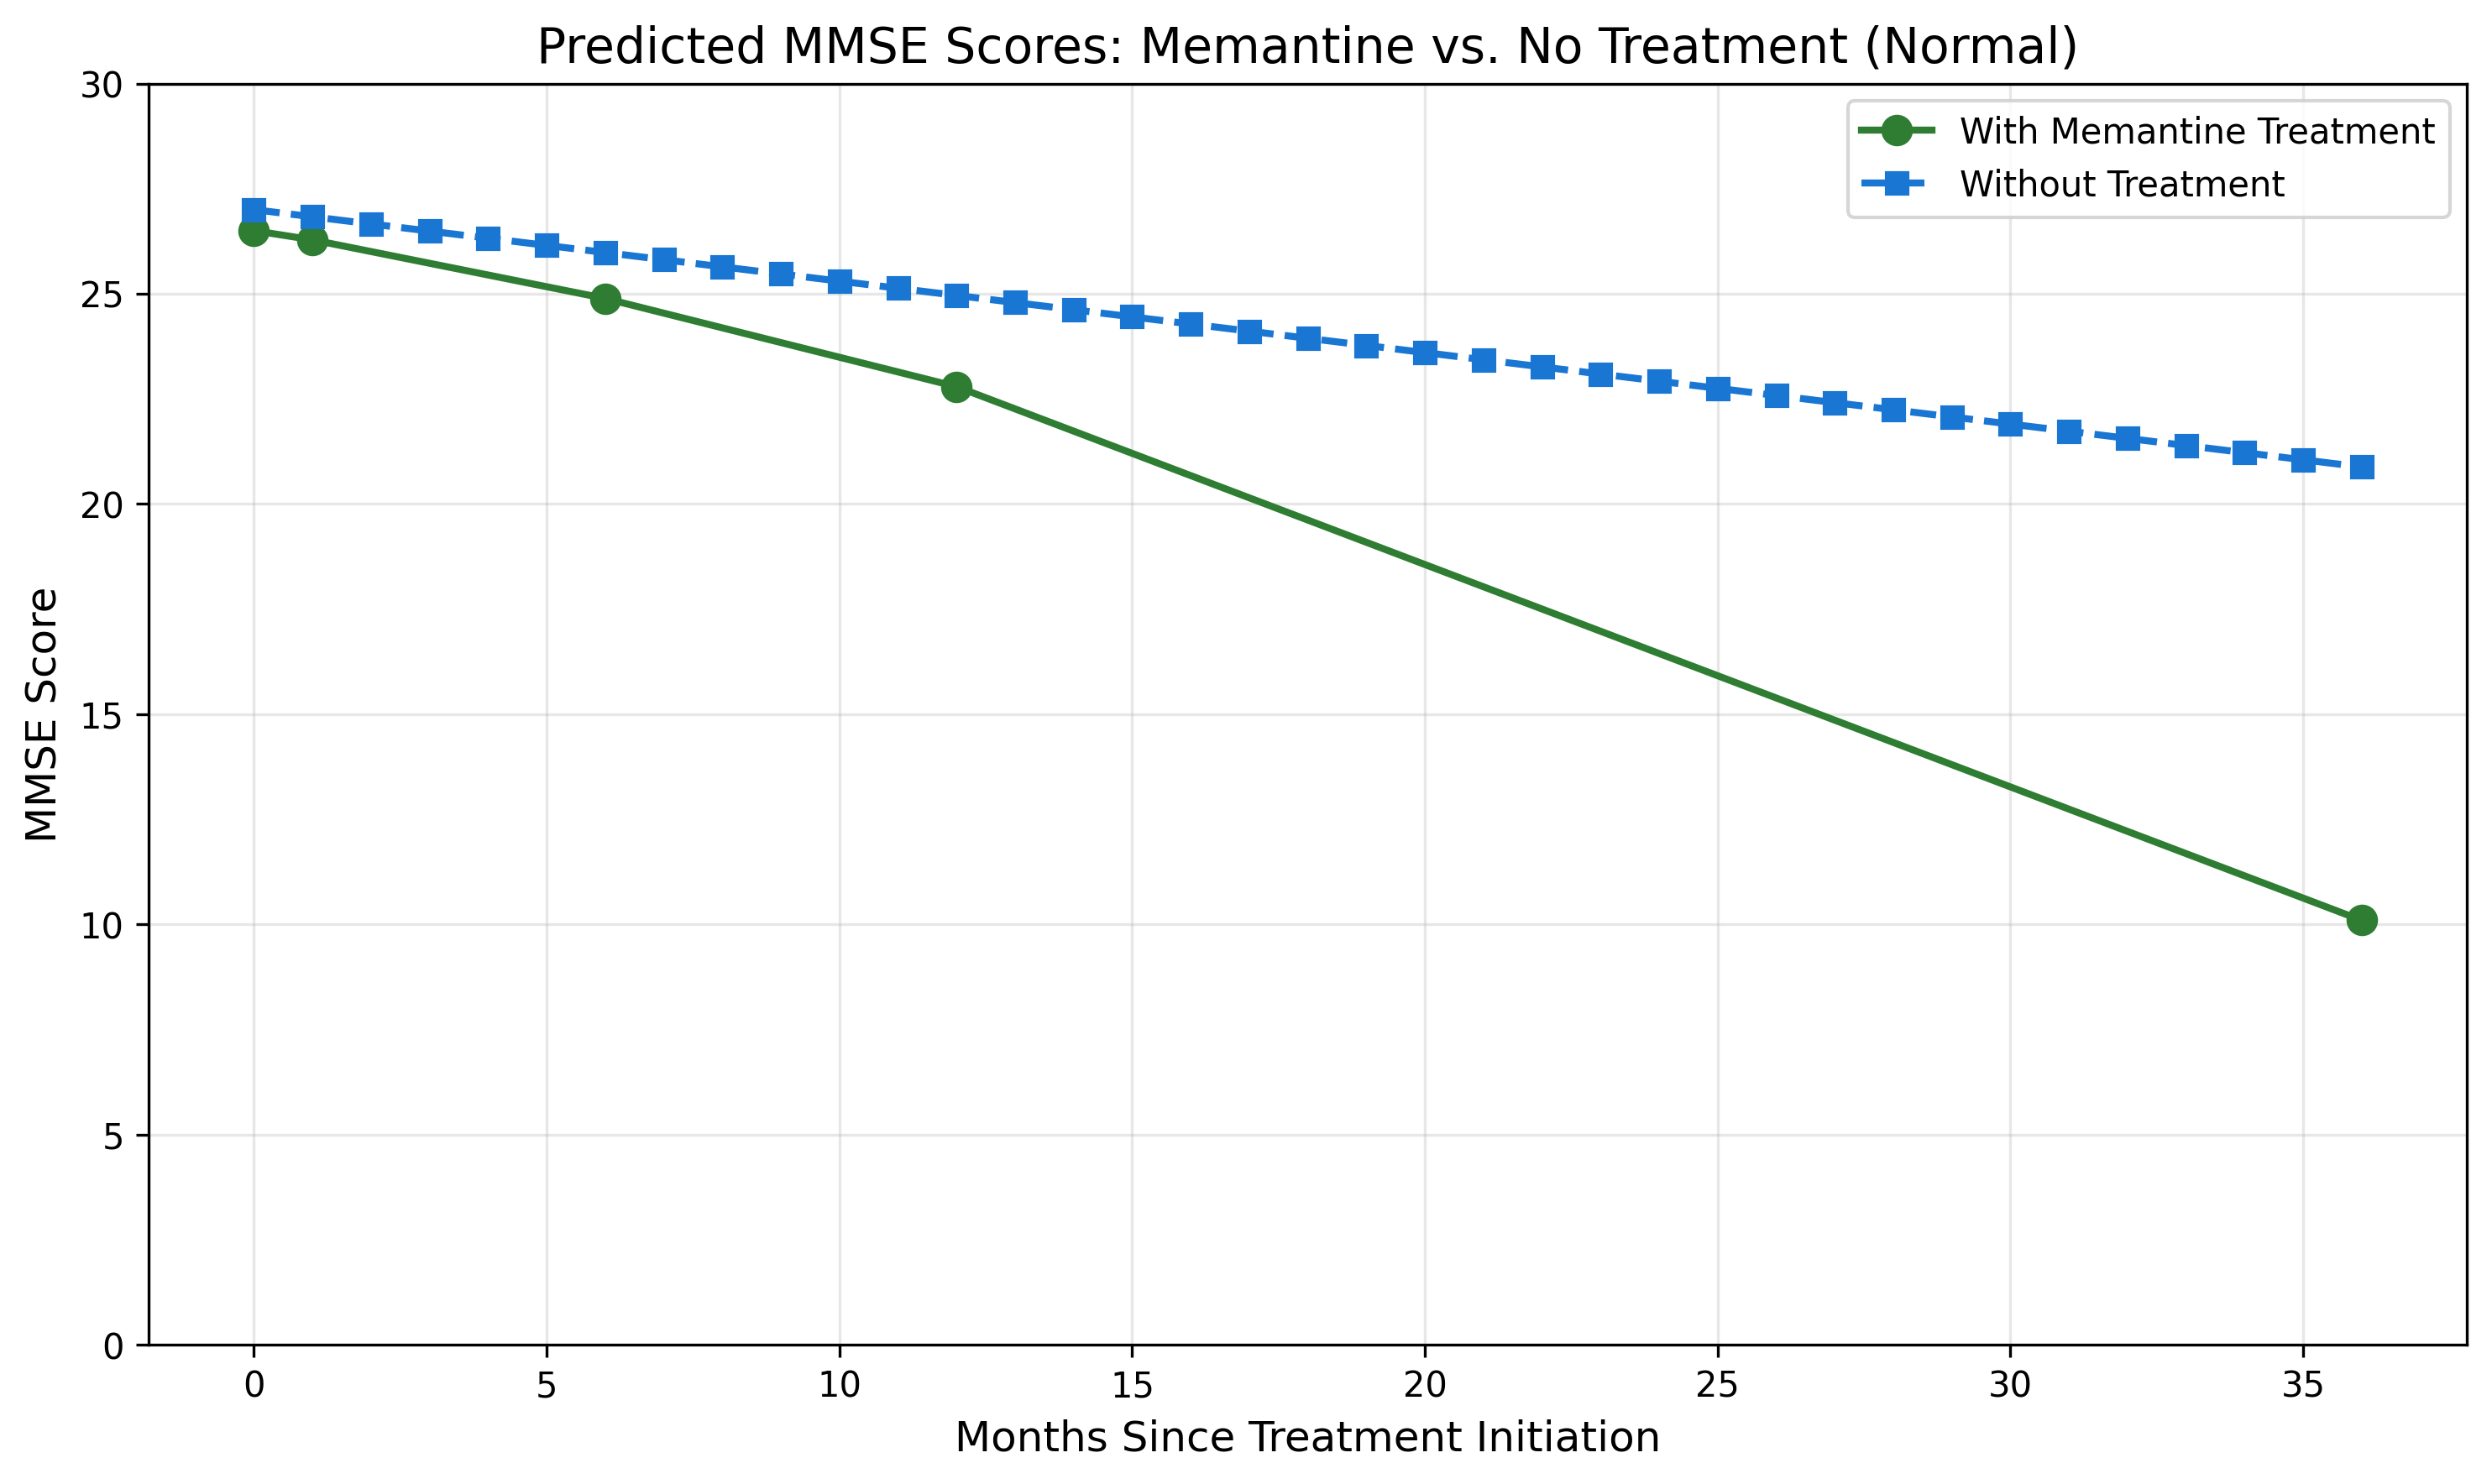 Predicted MMSE Scores: Memantine vs. No Treatment (Normal)
With Memantine Treatment
Without Treatment
MMSE Score
30
25
20
15
10
5
0
0 5 10 15 20 25 30 35
Months Since Treatment Initiation